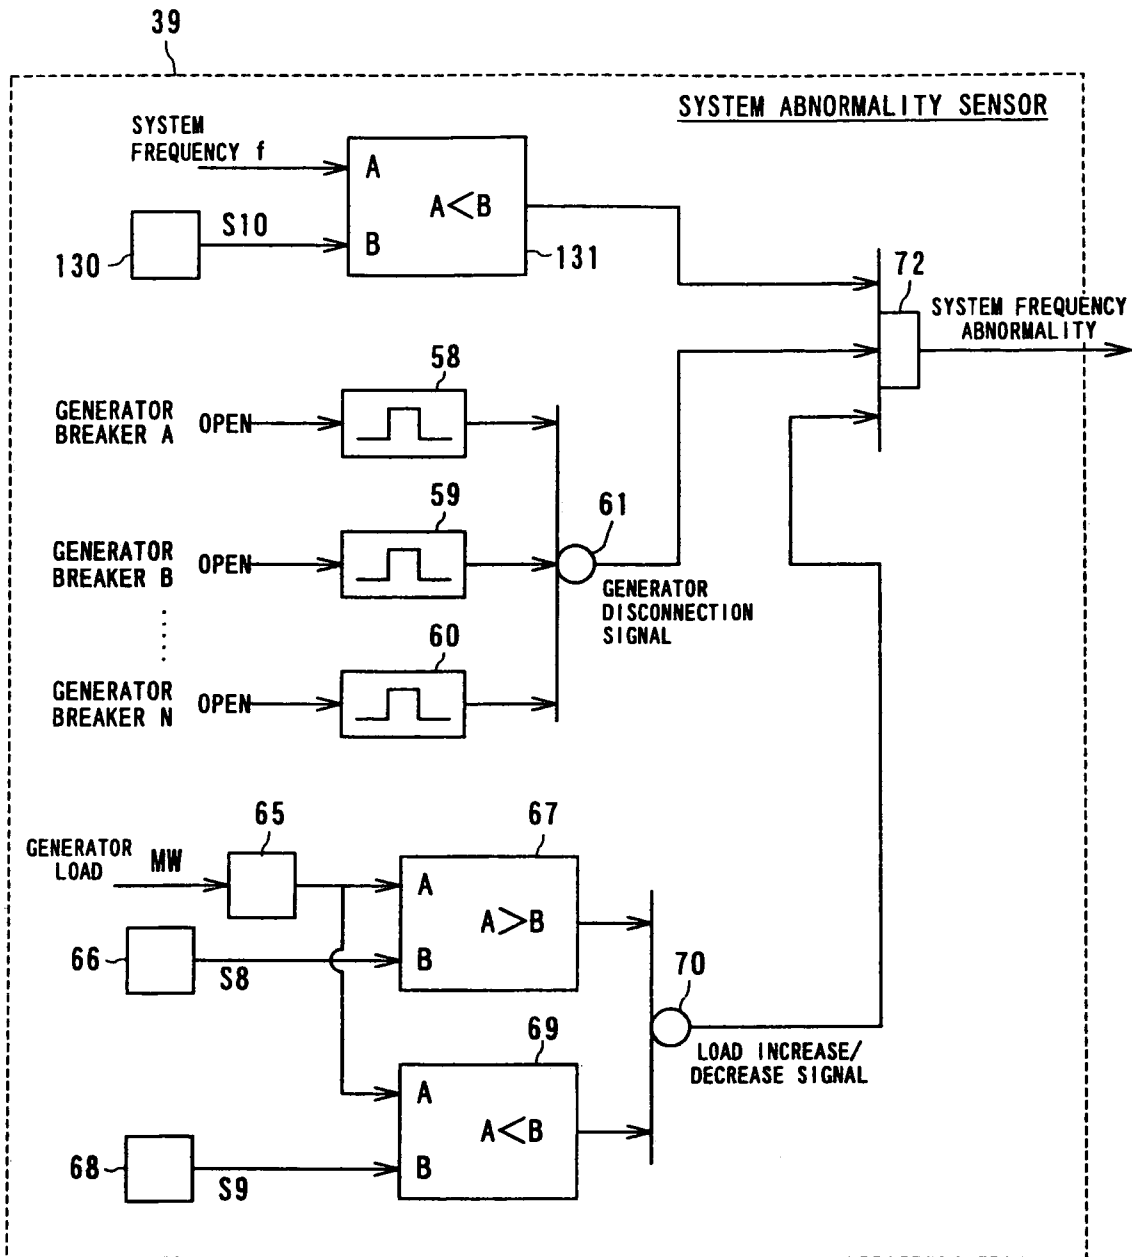 39
SYSTEM ABNORMALITY SENSOR
SYSTEM
FREQUENCY f
A
A<B
B
S10
130
131
72
SYSTEM FREQUENCY
ABNORMALITY
58
GENERATOR
BREAKER A
OPEN
59
GENERATOR
BREAKER B
OPEN
61
GENERATOR
DISCONNECTION
SIGNAL
60
GENERATOR
BREAKER N
OPEN
65
67
GENERATOR
LOAD
MW
A
A>B
B
66
S8
70
LOAD INCREASE/
DECREASE SIGNAL
69
A
A<B
B
68
S9